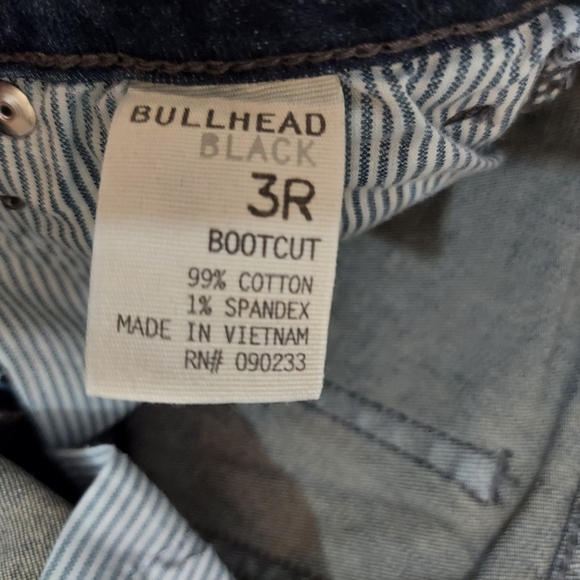 BULLHEAD
BLACK
3R
BOOTCUT
99% COTTON
1% SPANDEX
MADE IN VIETNAM
RN# 090233